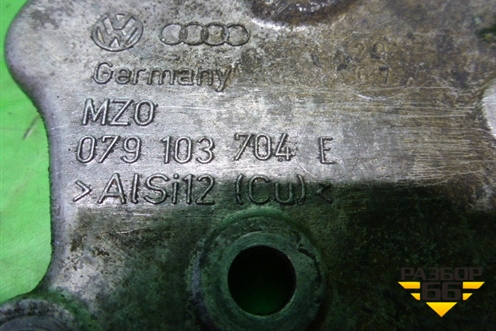 Germany
MZO
079 103 704 E
>AlSi12 (Cu)<
РАЗБОР
66